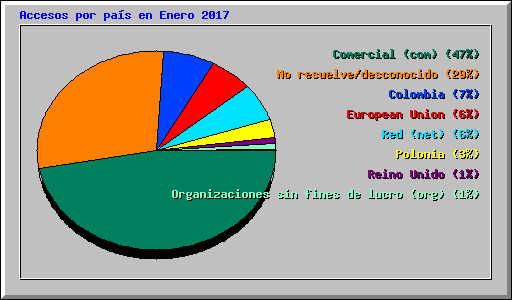 Accesos por país en Enero 2017
Comercial (com) (47%)
No resuelve/desconocido (29%)
Colombia (7%)
European Union (6%)
Red (net) (6%)
Polonia (3%)
Reino Unido (1%)
Organizaciones sin fines de lucro (org) (1%)